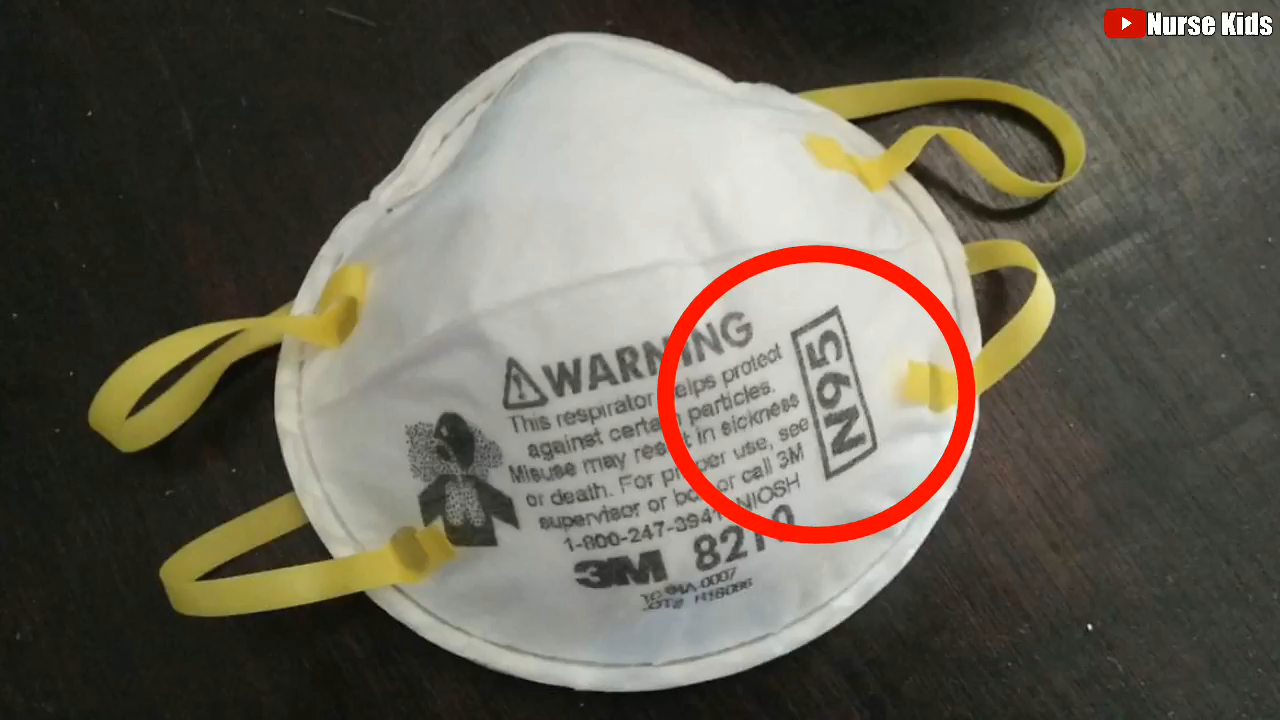 Nurse Kids
WARNING
This respirator helps protect
against certain particles.
Misuse may result in sickness
or death. For proper use, see
supervisor or box or call 3M
1-800-247-3941 NIOSH
3M 8210
N95